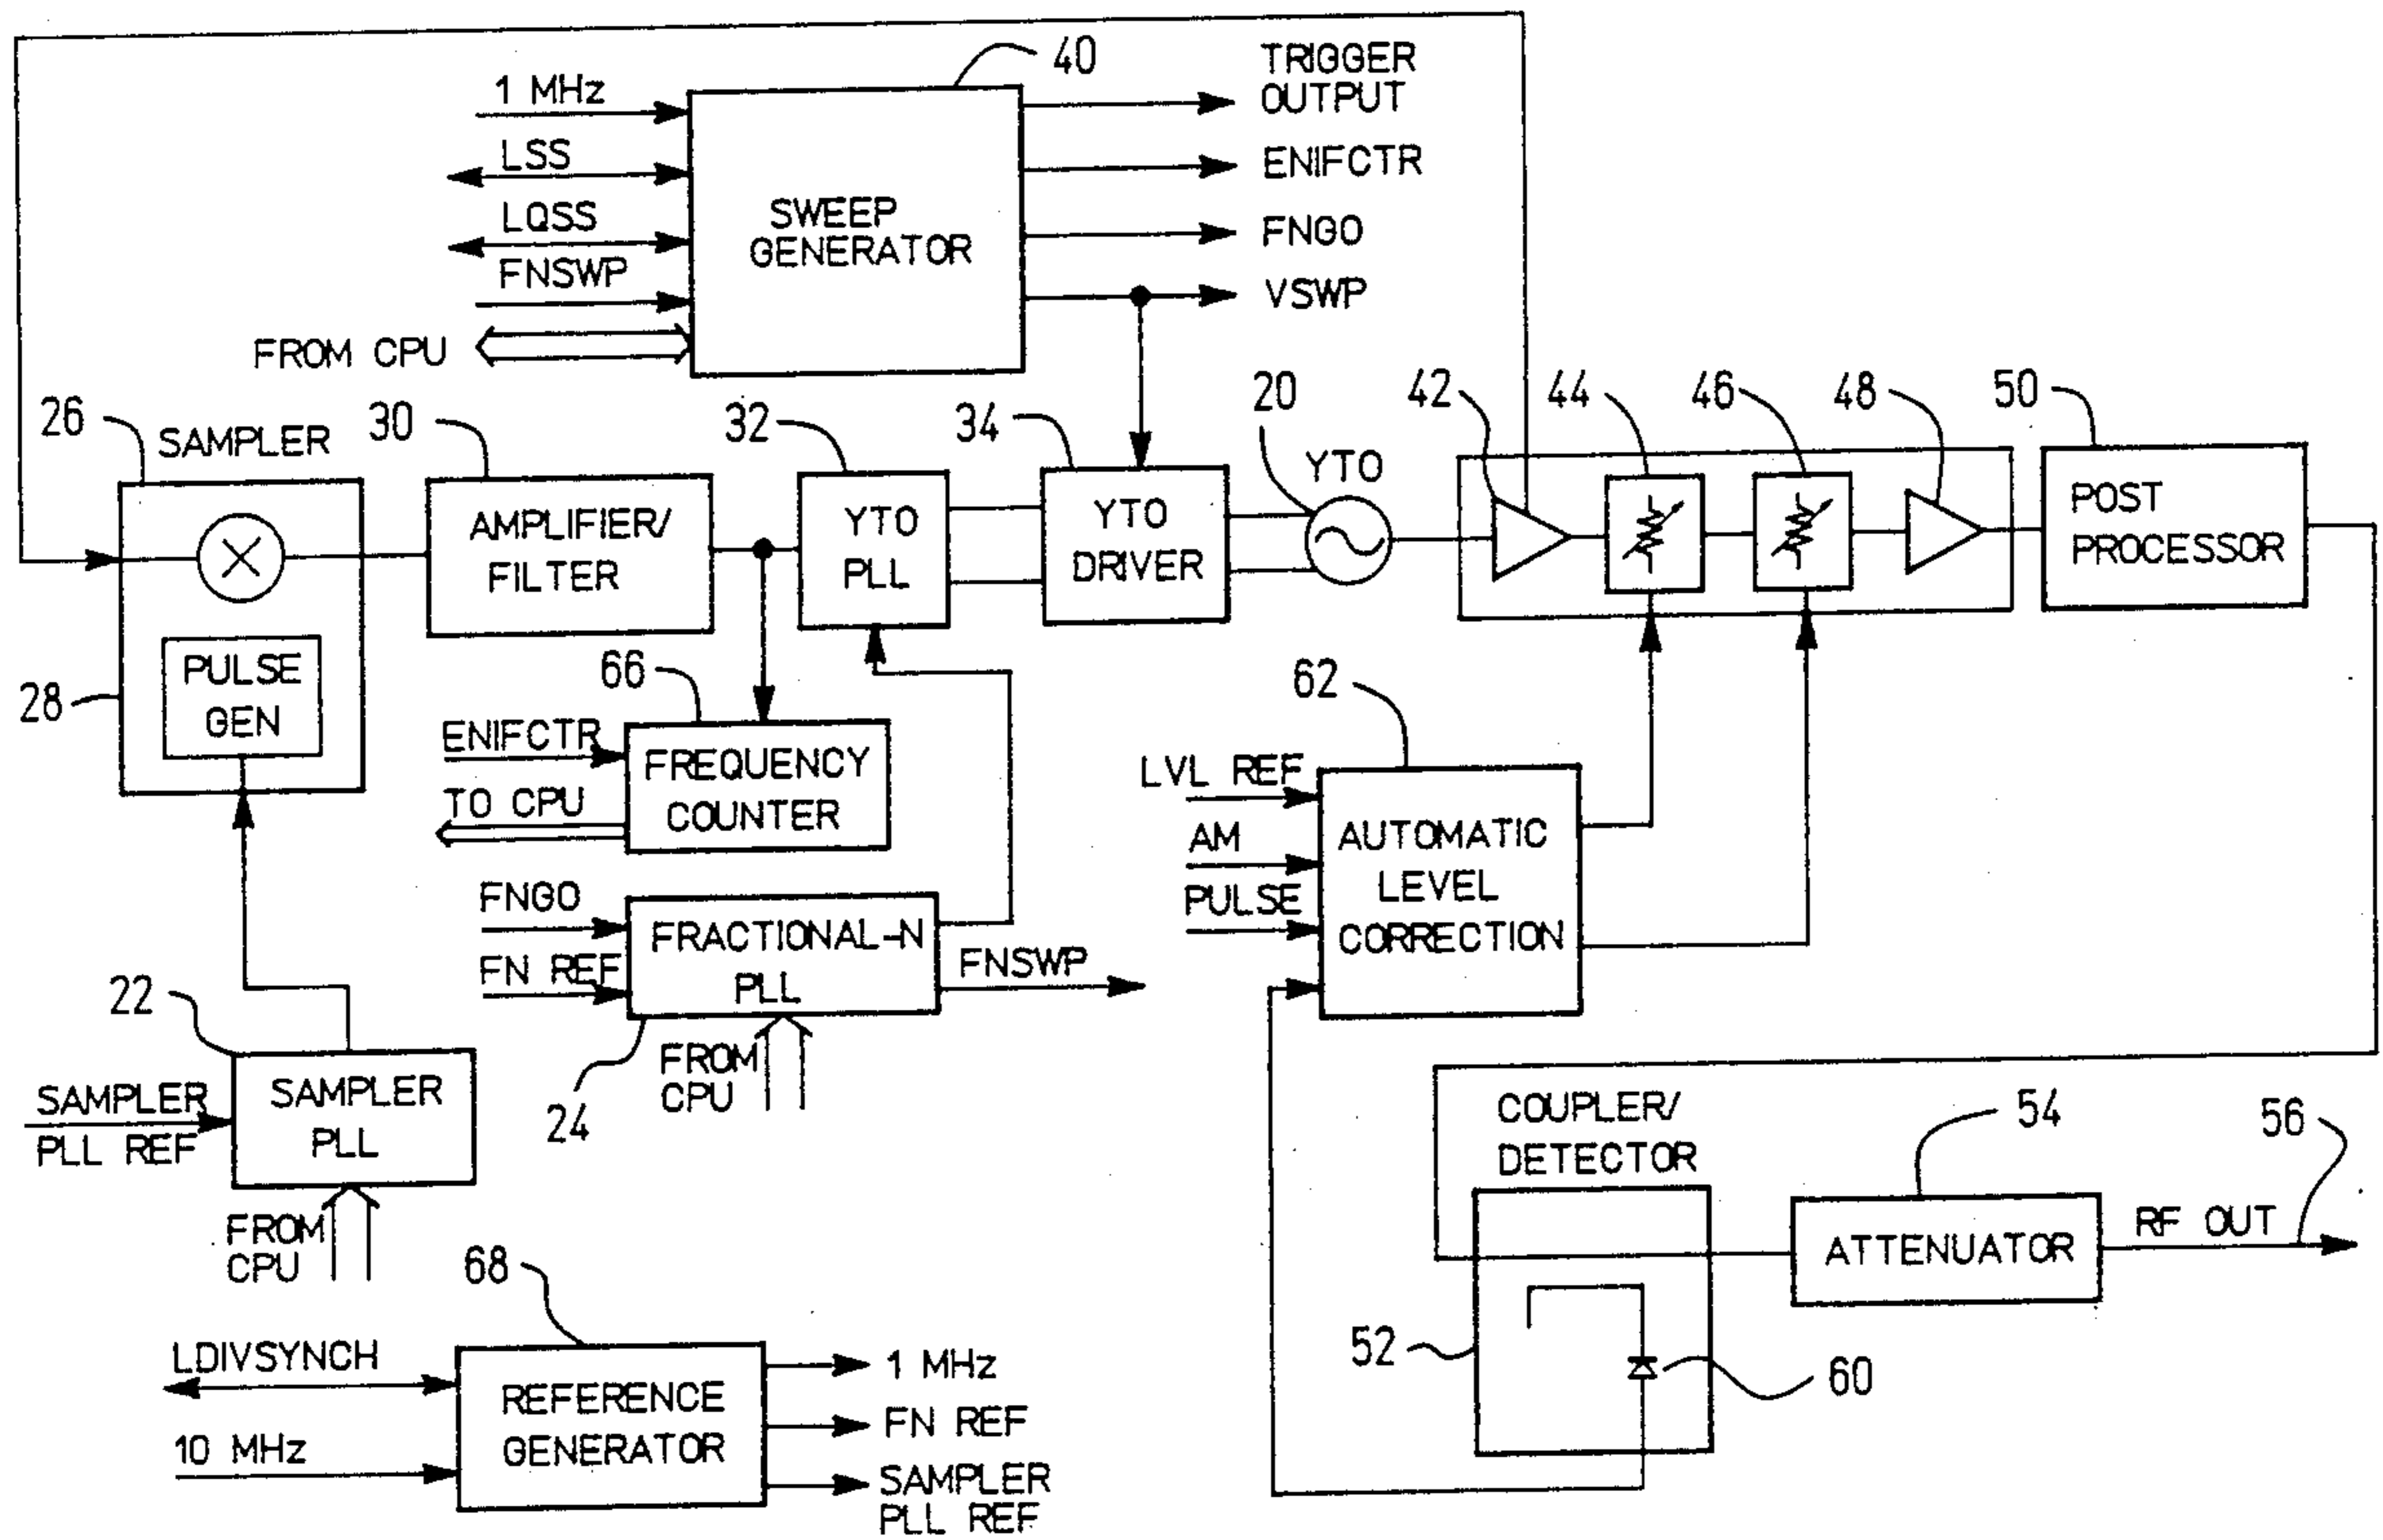 40
TRIGGER
OUTPUT
1 MHz
LSS
ENIFCTR
LQSS
SWEEP
GENERATOR
FNGO
FNSWP
VSWP
FROM CPU
26
SAMPLER
30
32
34
20
YTO
42
44
46
48
50
AMPLIFIER/
FILTER
YTO
PLL
YTO
DRIVER
POST
PROCESSOR
28
PULSE
GEN
66
ENIFCTR
TO CPU
FREQUENCY
COUNTER
62
LVL REF
AM
PULSE
AUTOMATIC
LEVEL
CORRECTION
FNGO
FN REF
FRACTIONAL-N
PLL
FNSWP
24
FROM
CPU
22
SAMPLER
PLL REF
SAMPLER
PLL
FROM
CPU
COUPLER/
DETECTOR
54
56
ATTENUATOR
RF OUT
52
60
68
LDIVSYNCH
10 MHz
REFERENCE
GENERATOR
1 MHz
FN REF
SAMPLER
PLL REF